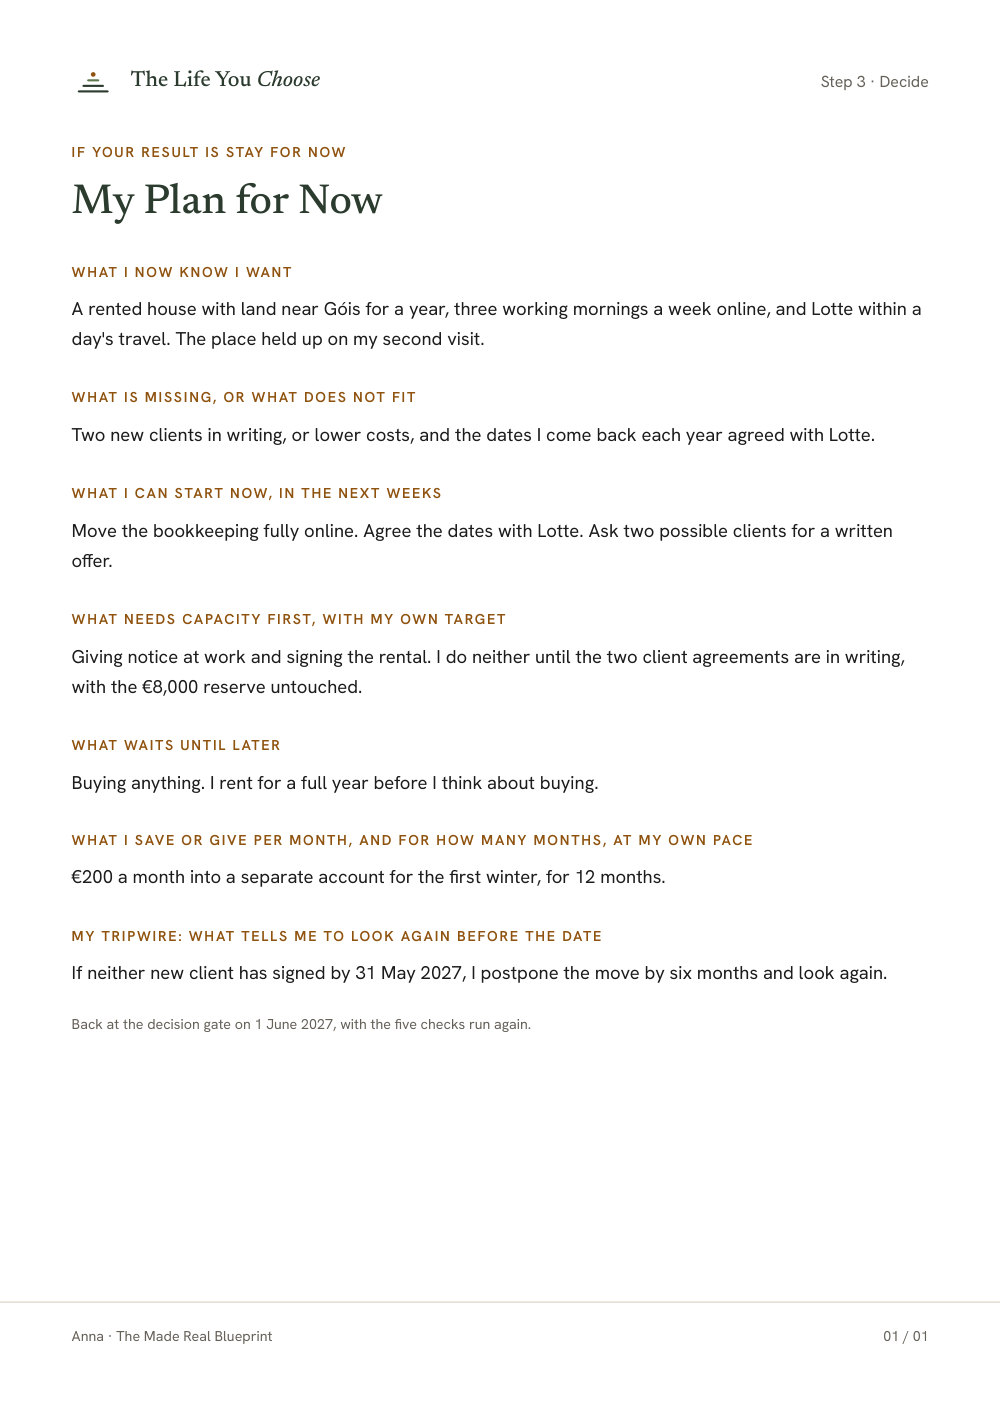 The Life You Choose
Step 3 · Decide
IF YOUR RESULT IS STAY FOR NOW
My Plan for Now
WHAT I NOW KNOW I WANT
A rented house with land near Góis for a year, three working mornings a week online, and Lotte within a
day's travel. The place held up on my second visit.
WHAT IS MISSING, OR WHAT DOES NOT FIT
Two new clients in writing, or lower costs, and the dates I come back each year agreed with Lotte.
WHAT I CAN START NOW, IN THE NEXT WEEKS
Move the bookkeeping fully online. Agree the dates with Lotte. Ask two possible clients for a written
offer.
WHAT NEEDS CAPACITY FIRST, WITH MY OWN TARGET
Giving notice at work and signing the rental. I do neither until the two client agreements are in writing,
with the €8,000 reserve untouched.
WHAT WAITS UNTIL LATER
Buying anything. I rent for a full year before I think about buying.
WHAT I SAVE OR GIVE PER MONTH, AND FOR HOW MANY MONTHS, AT MY OWN PACE
€200 a month into a separate account for the first winter, for 12 months.
MY TRIPWIRE: WHAT TELLS ME TO LOOK AGAIN BEFORE THE DATE
If neither new client has signed by 31 May 2027, I postpone the move by six months and look again.
Back at the decision gate on 1 June 2027, with the five checks run again.
Anna · The Made Real Blueprint
01 / 01